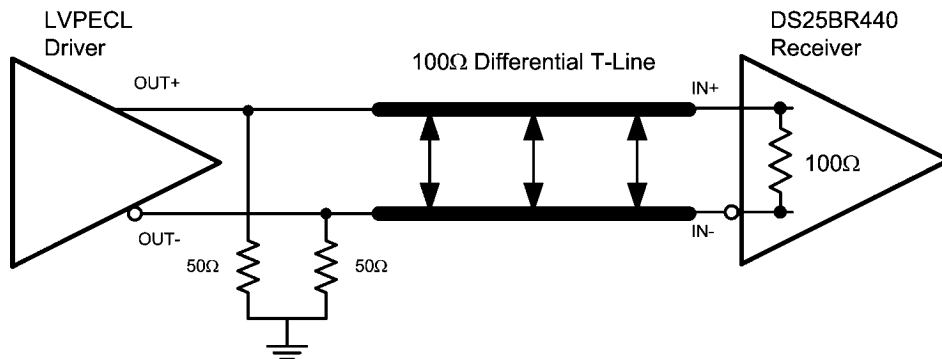 LVPECL
Driver
DS25BR440
Receiver
100Ω Differential T-Line
OUT+
IN+
100Ω
OUT-
IN-
50Ω
50Ω